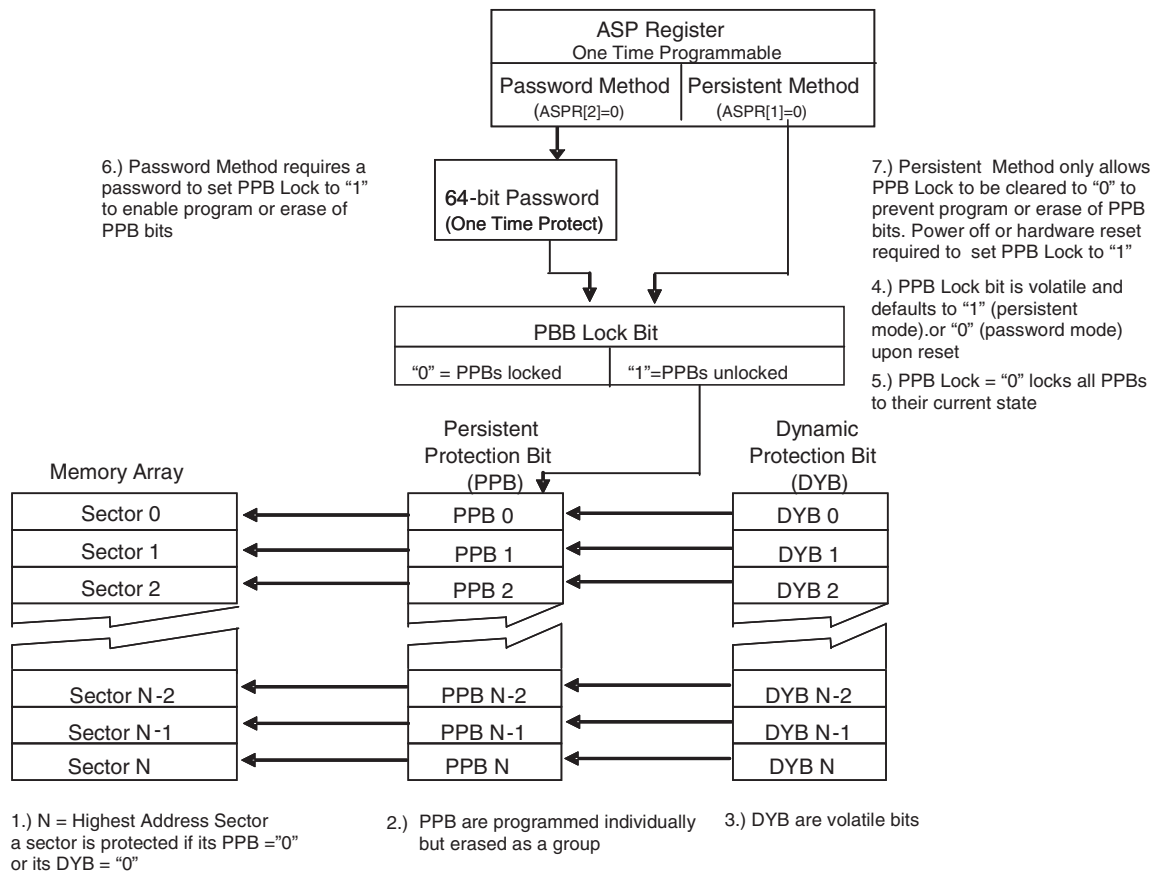 ASP Register
One Time Programmable
Password Method
(ASPR[2]=0)
Persistent Method
(ASPR[1]=0)
6.) Password Method requires a
password to set PPB Lock to “1”
to enable program or erase of
PPB bits
64-bit Password
(One Time Protect)
7.) Persistent Method only allows
PPB Lock to be cleared to “0” to
prevent program or erase of PPB
bits. Power off or hardware reset
required to set PPB Lock to “1”
4.) PPB Lock bit is volatile and
defaults to “1” (persistent
mode).or “0” (password mode)
upon reset
5.) PPB Lock = “0” locks all PPBs
to their current state
PBB Lock Bit
“0” = PPBs locked
“1”=PPBs unlocked
Memory Array
Persistent
Protection Bit
(PPB)
Dynamic
Protection Bit
(DYB)
Sector 0
PPB 0
DYB 0
Sector 1
PPB 1
DYB 1
Sector 2
PPB 2
DYB 2
Sector N-2
PPB N-2
DYB N-2
Sector N-1
PPB N-1
DYB N-1
Sector N
PPB N
DYB N
1.) N = Highest Address Sector
a sector is protected if its PPB =”0”
or its DYB = “0”
2.) PPB are programmed individually
but erased as a group
3.) DYB are volatile bits